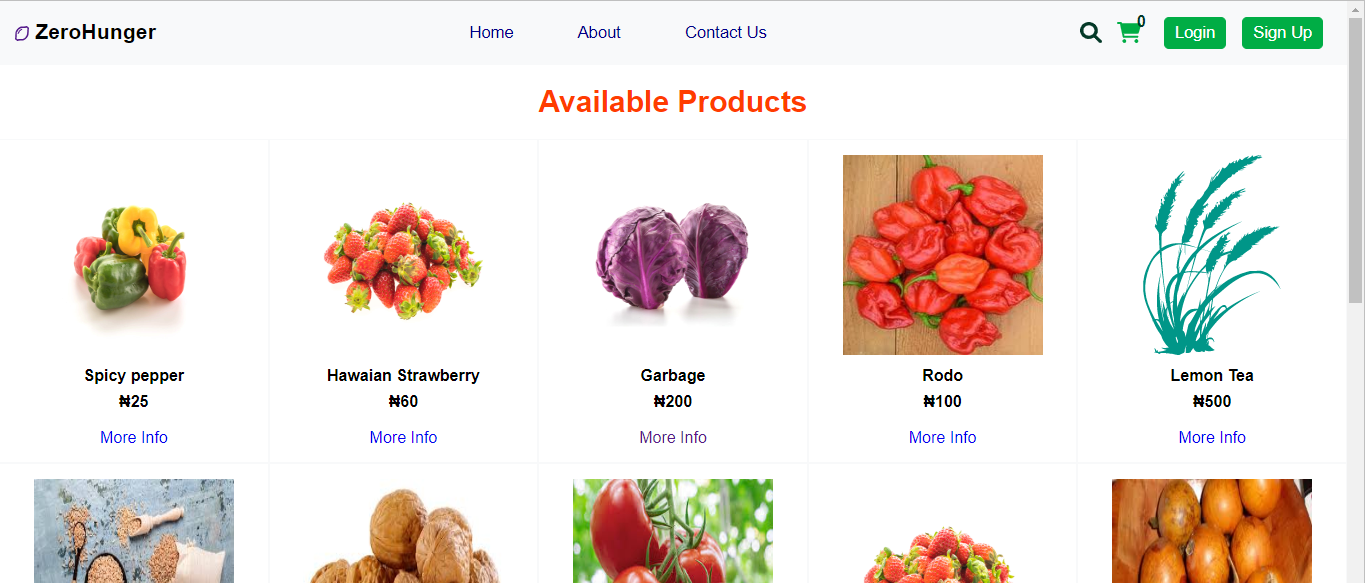 ZeroHunger Home About Contact Us 0 Login Sign Up
Available Products
Spicy pepper Hawaian Strawberry Garbage Rodo Lemon Tea
₦25 ₦60 ₦200 ₦100 ₦500
More Info More Info More Info More Info More Info